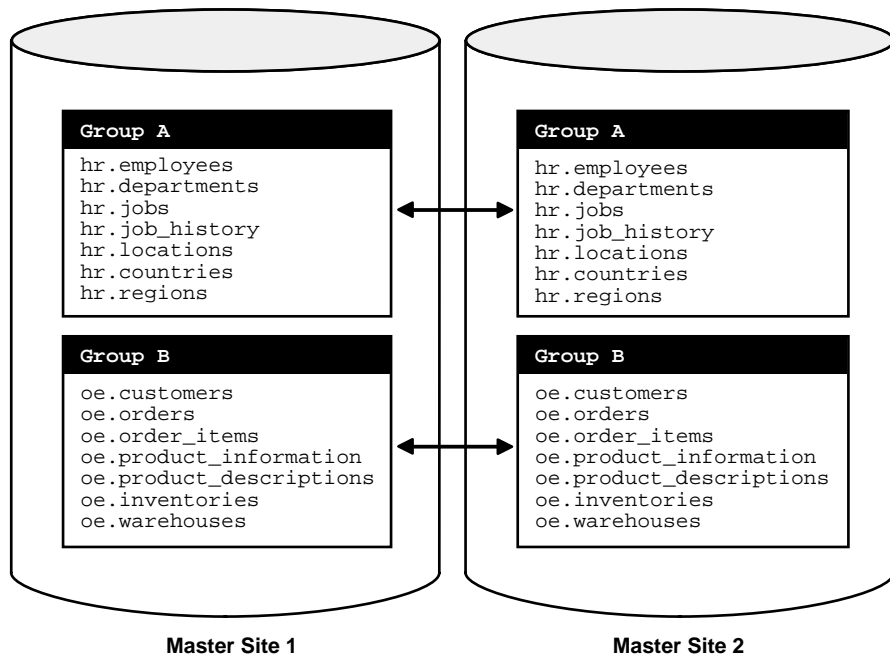 Group A
hr.employees
hr.departments
hr.jobs
hr.job_history
hr.locations
hr.countries
hr.regions
Group B
oe.customers
oe.orders
oe.order_items
oe.product_information
oe.product_descriptions
oe.inventories
oe.warehouses
Master Site 1
Group A
hr.employees
hr.departments
hr.jobs
hr.job_history
hr.locations
hr.countries
hr.regions
Group B
oe.customers
oe.orders
oe.order_items
oe.product_information
oe.product_descriptions
oe.inventories
oe.warehouses
Master Site 2